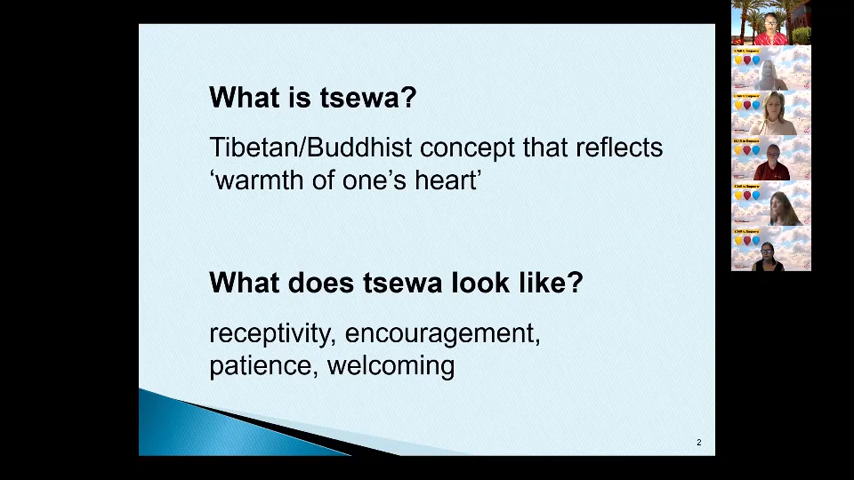 What is tsewa?
Tibetan/Buddhist concept that reflects
‘warmth of one’s heart’
What does tsewa look like?
receptivity, encouragement,
patience, welcoming
2